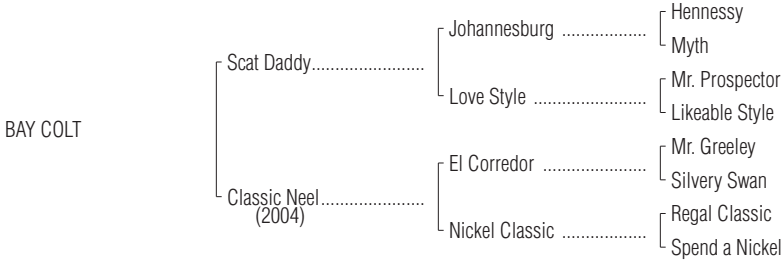 Hennessy
Johannesburg ..................
Myth
Scat Daddy........................
Mr. Prospector
Love Style ........................
Likeable Style
BAY COLT
Mr. Greeley
El Corredor ......................
Silvery Swan
Classic Neel......................
(2004)
Regal Classic
Nickel Classic ..................
Spend a Nickel